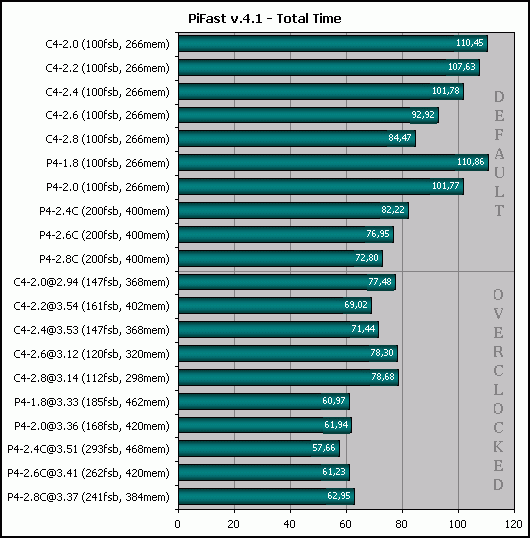 PiFast v.4.1 - Total Time
C4-2.0 (100fsb, 266mem) 110,45
C4-2.2 (100fsb, 266mem) 107,63
C4-2.4 (100fsb, 266mem) 101,78
C4-2.6 (100fsb, 266mem) 92,92
C4-2.8 (100fsb, 266mem) 84,47
P4-1.8 (100fsb, 266mem) 110,86
P4-2.0 (100fsb, 266mem) 101,77
P4-2.4C (200fsb, 400mem) 82,22
P4-2.6C (200fsb, 400mem) 76,95
P4-2.8C (200fsb, 400mem) 72,80
DEFAULT
C4-2.0@2.94 (147fsb, 368mem) 77,48
C4-2.2@3.54 (161fsb, 402mem) 69,02
C4-2.4@3.53 (147fsb, 368mem) 71,44
C4-2.6@3.12 (120fsb, 320mem) 78,30
C4-2.8@3.14 (112fsb, 298mem) 78,68
P4-1.8@3.33 (185fsb, 462mem) 60,97
P4-2.0@3.36 (168fsb, 420mem) 61,94
P4-2.4C@3.51 (293fsb, 468mem) 57,66
P4-2.6C@3.41 (262fsb, 420mem) 61,23
P4-2.8C@3.37 (241fsb, 384mem) 62,95
OVERCLOCKED
0 20 40 60 80 100 120